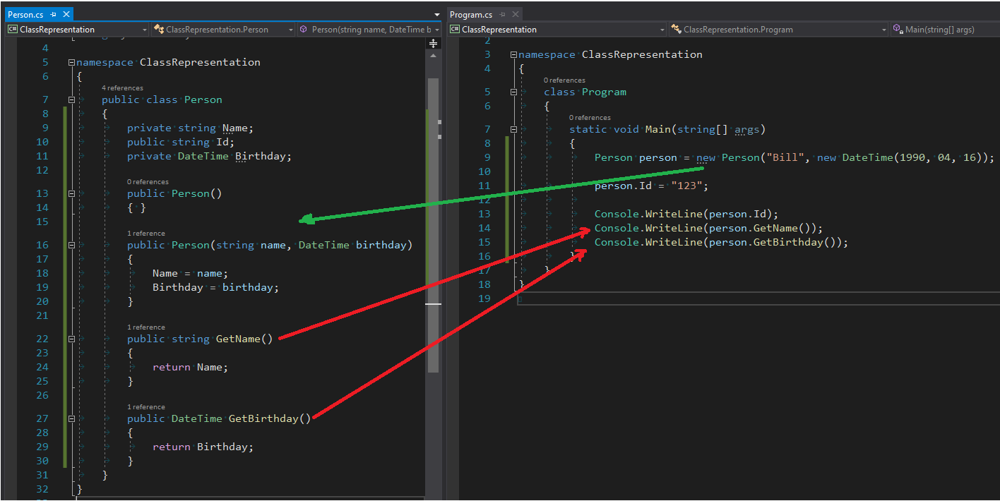 Person.cs
ClassRepresentation
ClassRepresentation.Person
Person(string name, DateTime b
4
5 namespace ClassRepresentation
6 {
4 references
7 public class Person
8 {
9 private string Name;
10 public string Id;
11 private DateTime Birthday;
12
0 references
13 public Person()
14 { }
15
1 reference
16 public Person(string name, DateTime birthday)
17 {
18 Name = name;
19 Birthday = birthday;
20 }
21
1 reference
22 public string GetName()
23 {
24 return Name;
25 }
26
1 reference
27 public DateTime GetBirthday()
28 {
29 return Birthday;
30 }
31 }
32 }
Program.cs
ClassRepresentation
ClassRepresentation.Program
Main(string[] args)
2
3 namespace ClassRepresentation
4 {
0 references
5 class Program
6 {
0 references
7 static void Main(string[] args)
8 {
9 Person person = new Person("Bill", new DateTime(1990, 04, 16));
10
11 person.Id = "123";
12
13 Console.WriteLine(person.Id);
14 Console.WriteLine(person.GetName());
15 Console.WriteLine(person.GetBirthday());
16 }
17 }
18 }
19